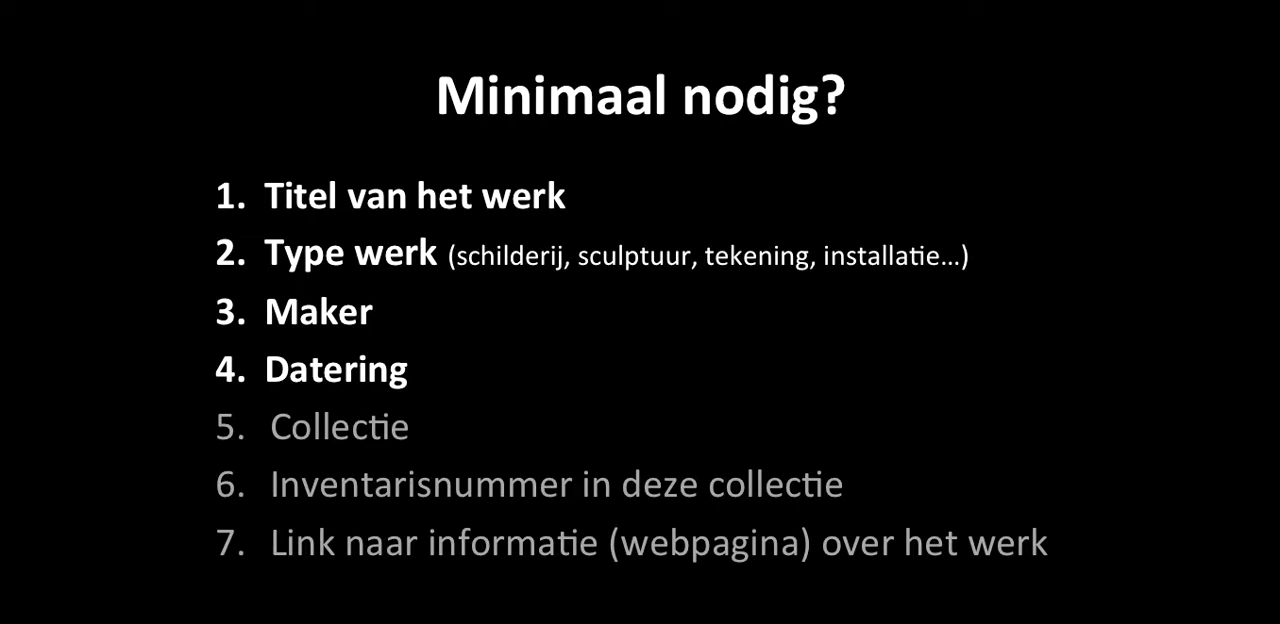 Minimaal nodig?
1. Titel van het werk
2. Type werk (schilderij, sculptuur, tekening, installatie...)
3. Maker
4. Datering
5. Collectie
6. Inventarisnummer in deze collectie
7. Link naar informatie (webpagina) over het werk